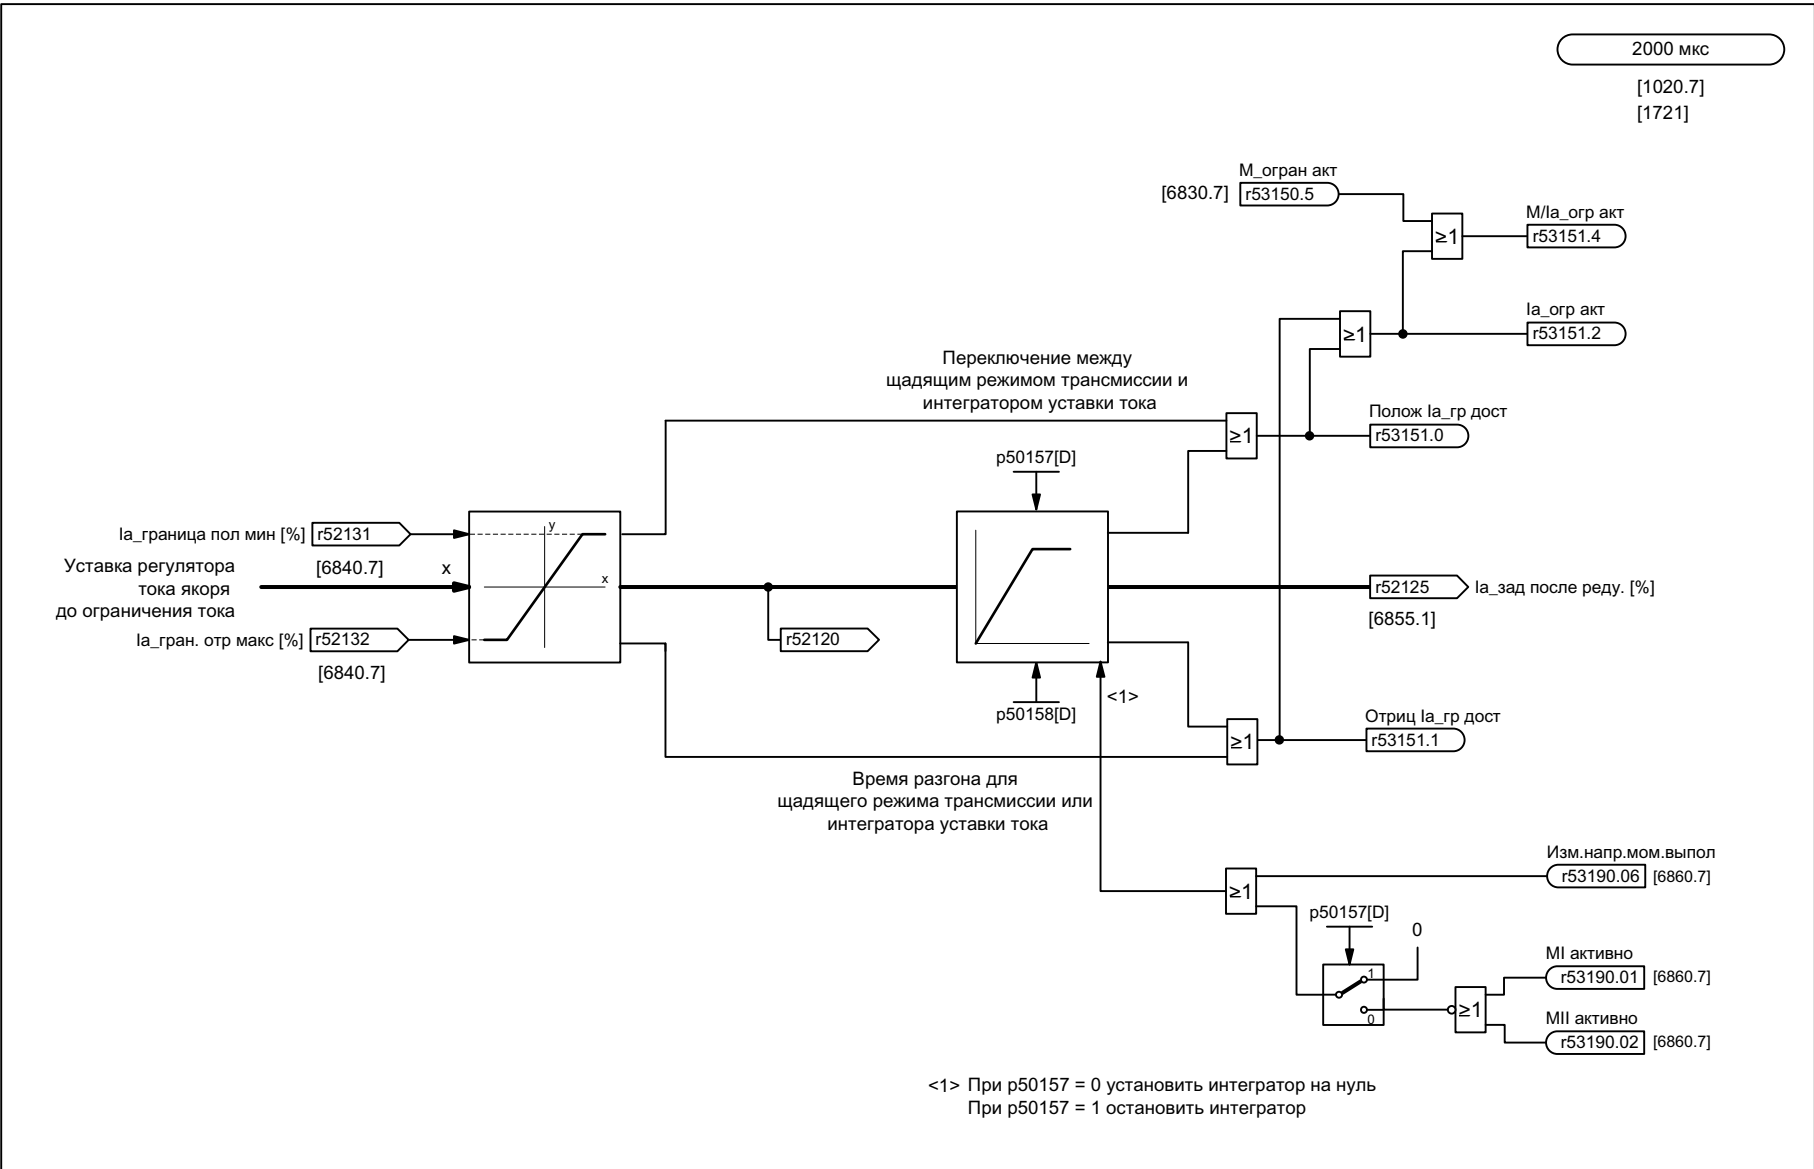 2000 мкс
[1020.7]
[1721]
М_огран акт
[6830.7] r53150.5
≥1
M/Ia_огр акт
r53151.4
Ia_огр акт
≥1
r53151.2
Переключение между
щадящим режимом трансмиссии и
интегратором уставки тока
Полож Ia_гр дост
≥1
r53151.0
p50157[D]
Ia_граница пол мин [%] r52131
y
x
[6840.7]
x
Уставка регулятора
тока якоря
до ограничения тока
Ia_гран. отр макс [%] r52132
[6840.7]
r52120
r52125 Ia_зад после реду. [%]
[6855.1]
<1>
p50158[D]
Отриц Ia_гр дост
≥1
r53151.1
Время разгона для
щадящего режима трансмиссии или
интегратора уставки тока
Изм.напр.мом.выпол
≥1
r53190.06 [6860.7]
p50157[D]
0
1
0
MI активно
r53190.01 [6860.7]
≥1
MII активно
r53190.02 [6860.7]
<1> При p50157 = 0 установить интегратор на нуль
При p50157 = 1 остановить интегратор